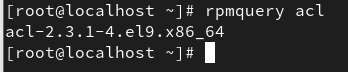 [root@localhost ~]# rpmquery acl
acl-2.3.1-4.el9.x86_64
[root@localhost ~]#